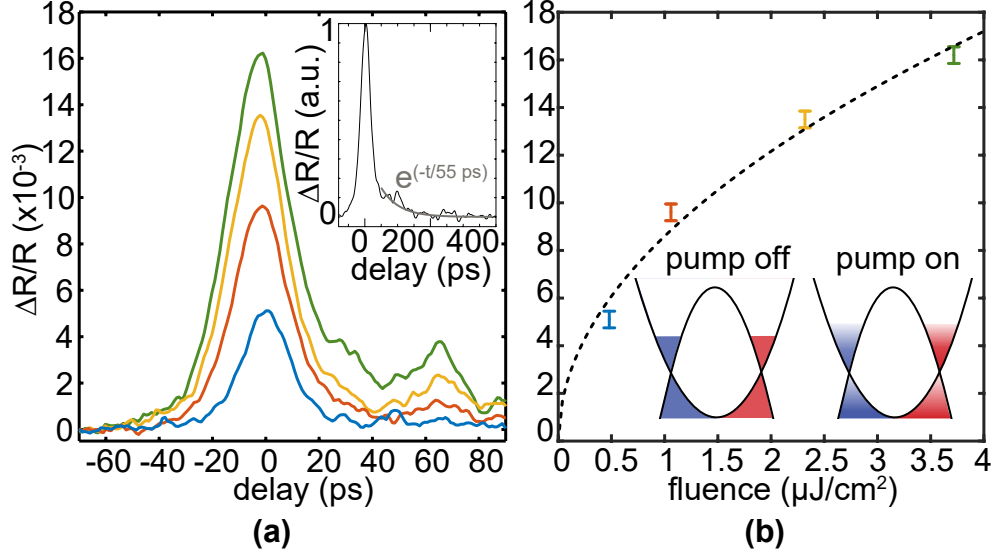 ΔR/R (x10⁻³)
18
16
14
12
10
8
6
4
2
0
-60 -40 -20 0 20 40 60 80
delay (ps)
(a)
ΔR/R (a.u.)
1
0
e^(-t/55 ps)
0 200 400
delay (ps)
18
16
14
12
10
8
6
4
2
0
pump off pump on
0 0.5 1 1.5 2 2.5 3 3.5 4
fluence (µJ/cm²)
(b)